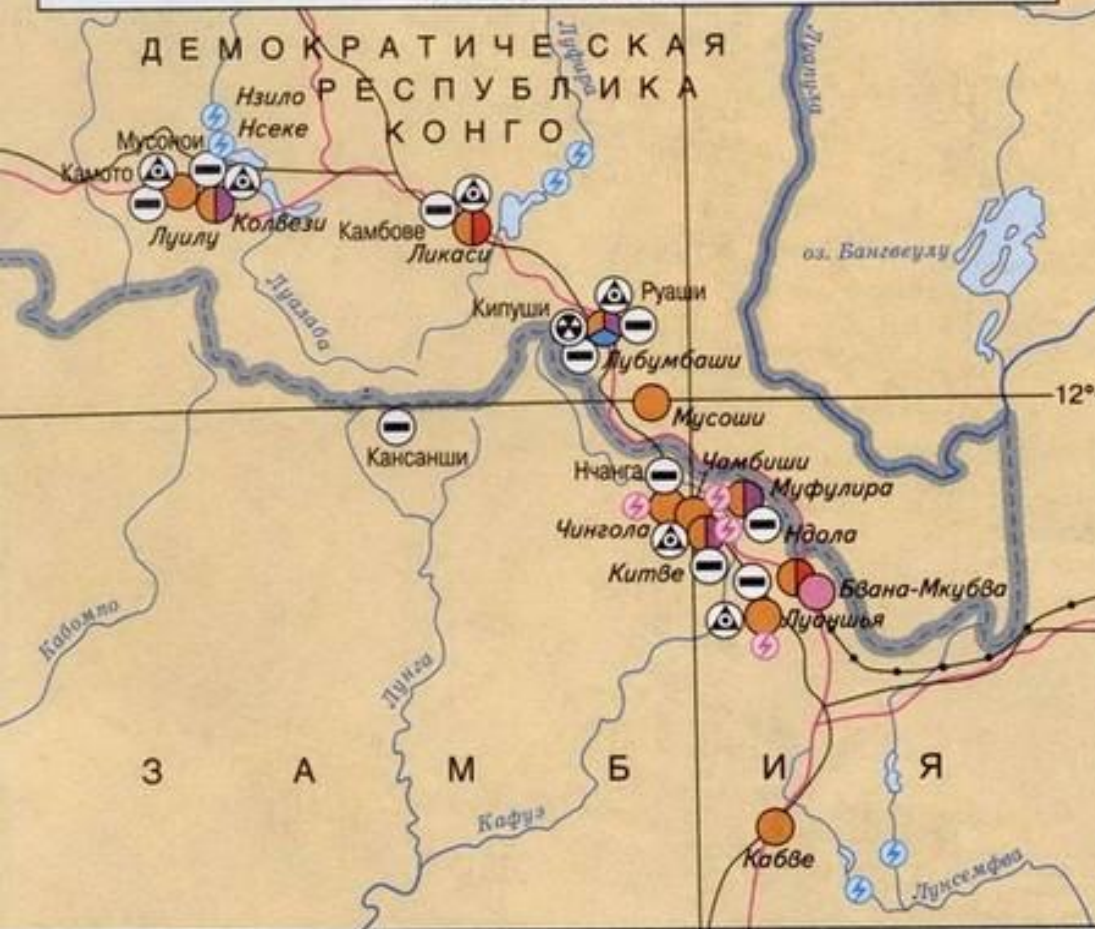 ДЕМОКРАТИЧЕСКАЯ
РЕСПУБЛИКА
КОНГО
Луфира
Луапула
Нзило
Нсеке
Мусонои
Камото
Колвези
Луилу
Камбове
Ликаси
оз. Бангвеулу
Луалаба
Кипуши
Руаши
Лубумбаши
12°
Мусоши
Кансанши
Нчанга
Чамбиши
Муфулира
Чингола
Ндола
Китве
Бвана-Мкубва
Луаншья
Кабомпо
Лунга
ЗАМБИЯ
Кафуэ
Кабве
Лунсемфва